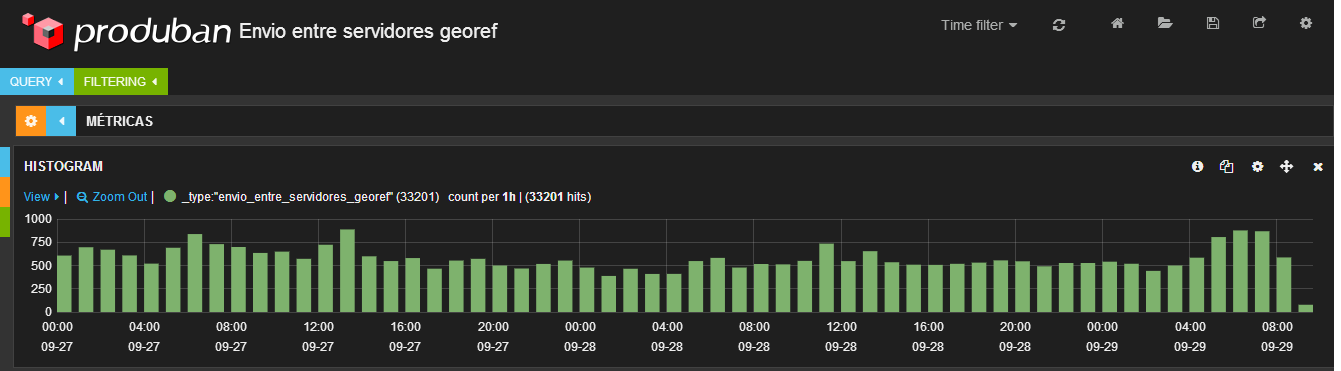 produban Envio entre servidores georef Time filter
QUERY FILTERING
MÉTRICAS
HISTOGRAM
View | Zoom Out | _type:"envio_entre_servidores_georef" (33201) count per 1h | (33201 hits)
1000
750
500
250
0
00:00 04:00 08:00 12:00 16:00 20:00 00:00 04:00 08:00 12:00 16:00 20:00 00:00 04:00 08:00
09-27 09-27 09-27 09-27 09-27 09-27 09-28 09-28 09-28 09-28 09-28 09-28 09-29 09-29 09-29